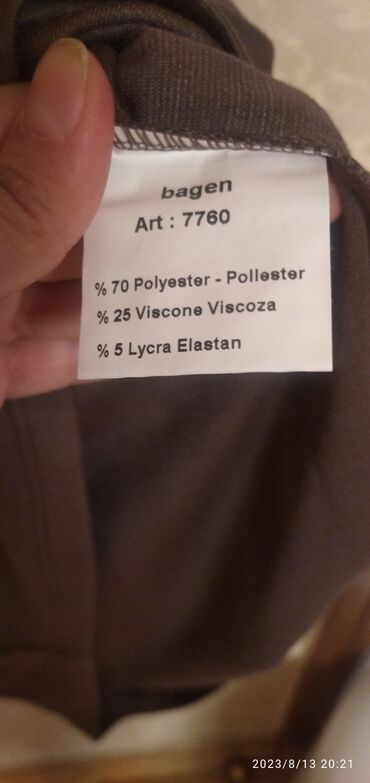 bagen
Art : 7760
% 70 Polyester - Pollester
% 25 Viscone Viscoza
% 5 Lycra Elastan
2023/8/13 20:21